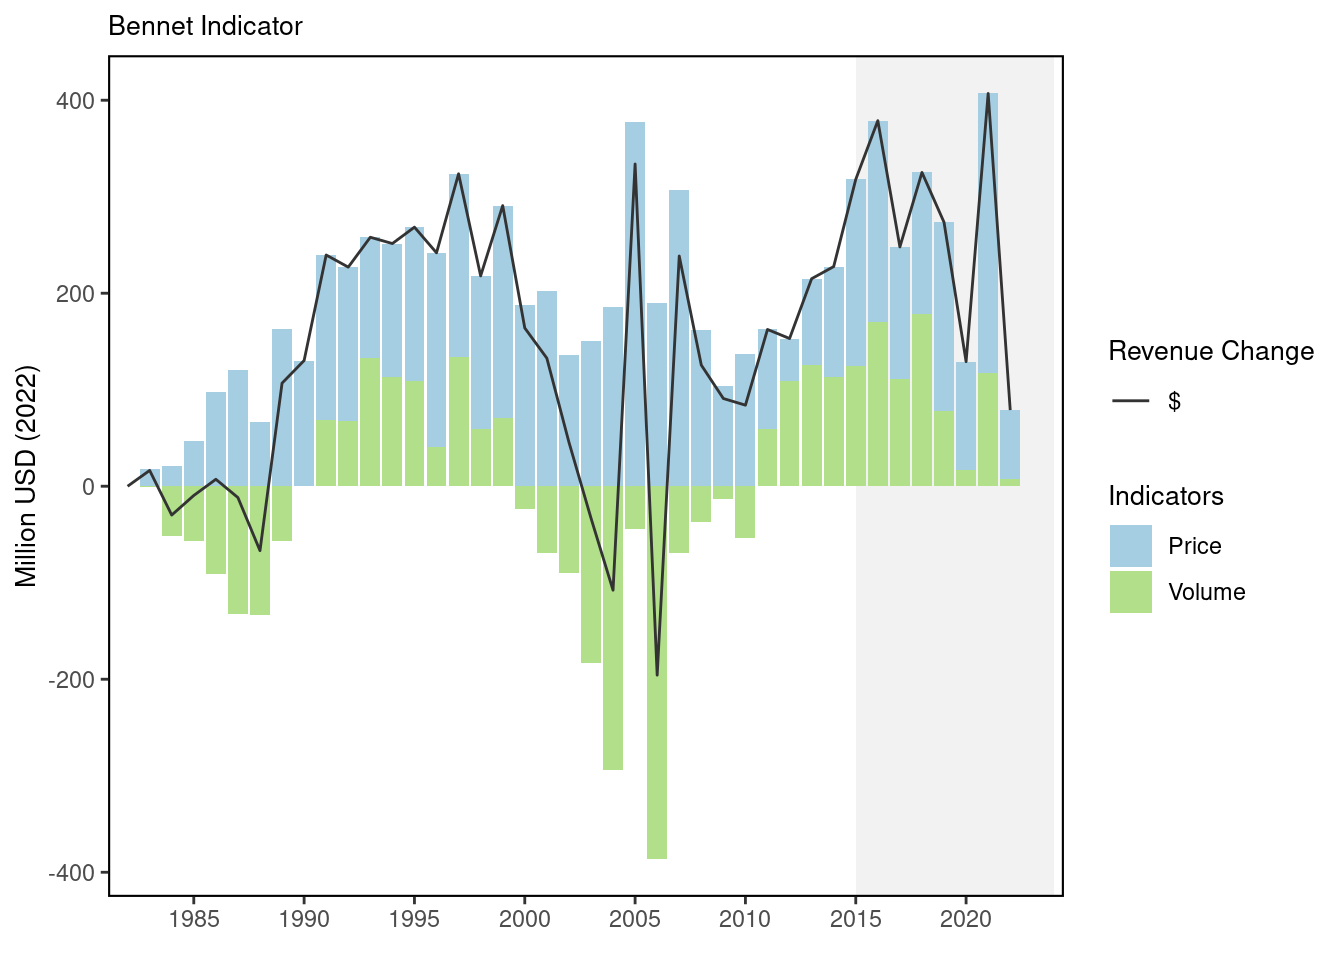 Bennet Indicator
Million USD (2022)
400
200
0
-200
-400
1985
1990
1995
2000
2005
2010
2015
2020
Revenue Change
$
Indicators
Price
Volume